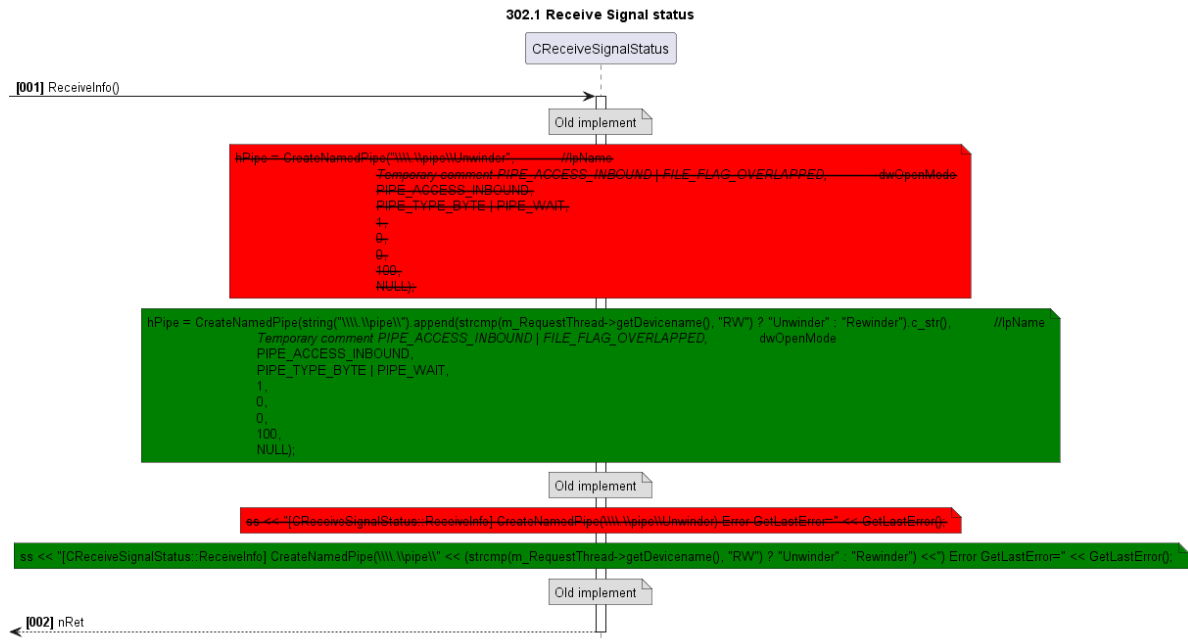 302.1 Receive Signal status
CReceiveSignalStatus
[001] ReceiveInfo()
Old implement
hPipe = CreateNamedPipe("\\\\.\\pipe\\Unwinder", //lpName
Temporary comment PIPE_ACCESS_INBOUND | FILE_FLAG_OVERLAPPED, dwOpenMode
PIPE_ACCESS_INBOUND,
PIPE_TYPE_BYTE | PIPE_WAIT,
1,
0,
0,
100,
NULL);
hPipe = CreateNamedPipe(string("\\\\.\\pipe\\").append(strcmp(m_RequestThread->getDevicename(), "RW") ? "Unwinder" : "Rewinder").c_str(), //lpName
Temporary comment PIPE_ACCESS_INBOUND | FILE_FLAG_OVERLAPPED, dwOpenMode
PIPE_ACCESS_INBOUND,
PIPE_TYPE_BYTE | PIPE_WAIT,
1,
0,
0,
100,
NULL);
Old implement
ss << "[CReceiveSignalStatus::ReceiveInfo] CreateNamedPipe(\\\\.\\pipe\\Unwinder) Error GetLastError=" << GetLastError();
ss << "[CReceiveSignalStatus::ReceiveInfo] CreateNamedPipe(\\\\.\\pipe\\" << (strcmp(m_RequestThread->getDevicename(), "RW") ? "Unwinder" : "Rewinder") <<") Error GetLastError=" << GetLastError();
Old implement
[002] nRet